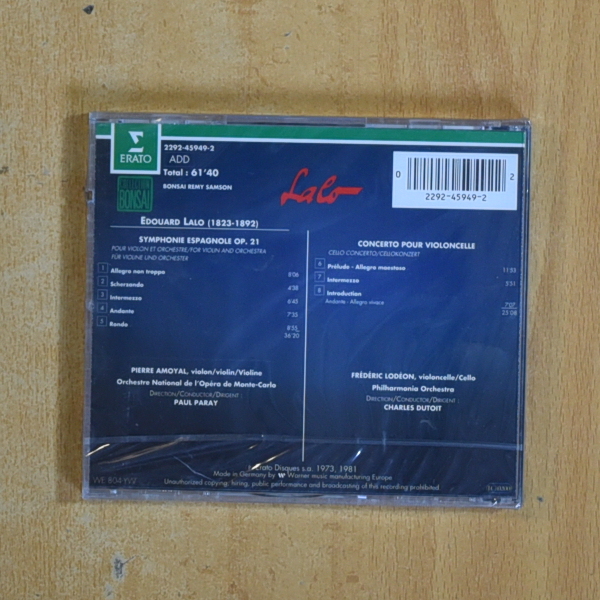 ERATO
2292-45949-2
ADD
Total : 61'40
BONSAI REMY SAMSON
BONSAI
Lalo
0
2
2292-45949-2
EDOUARD LALO (1823-1892)
SYMPHONIE ESPAGNOLE OP. 21
POUR VIOLON ET ORCHESTRE/FOR VIOLIN AND ORCHESTRA
FÜR VIOLINE UND ORCHESTER
1 Allegro non troppo 8'06
2 Scherzando 4'38
3 Intermezzo 6'45
4 Andante 7'35
5 Rondo 8'55
36'20
PIERRE AMOYAL, violon/violin/Violine
Orchestre National de l'Opéra de Monte-Carlo
DIRECTION/CONDUCTOR/DIRIGENT :
PAUL PARAY
CONCERTO POUR VIOLONCELLE
CELLO CONCERTO/CELLOKONZERT
6 Prélude - Allegro maestoso
7 Intermezzo 5'51
8 Introduction
Andante - Allegro vivace 7'07
25'08
FRÉDÉRIC LODÉON, violoncelle/Cello
Philharmonia Orchestra
DIRECTION/CONDUCTOR/DIRIGENT :
CHARLES DUTOIT
Erato Disques s.a. 1973, 1981
Made in Germany by Warner music manufacturing Europe
Unauthorized copying, hiring, public performance and broadcasting of this recording prohibited